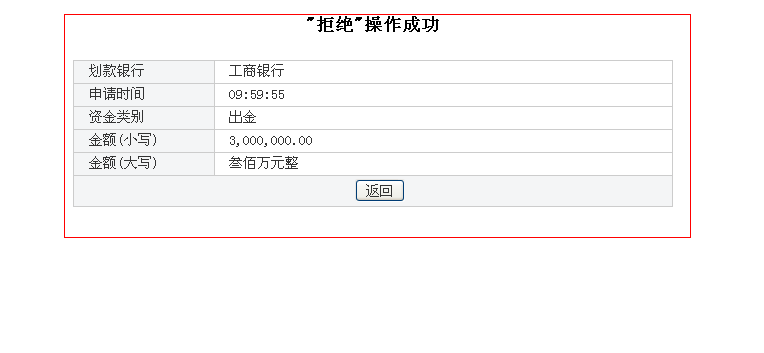 "拒绝"操作成功
划款银行 工商银行
申请时间 09:59:55
资金类别 出金
金额(小写) 3,000,000.00
金额(大写) 叁佰万元整
返回